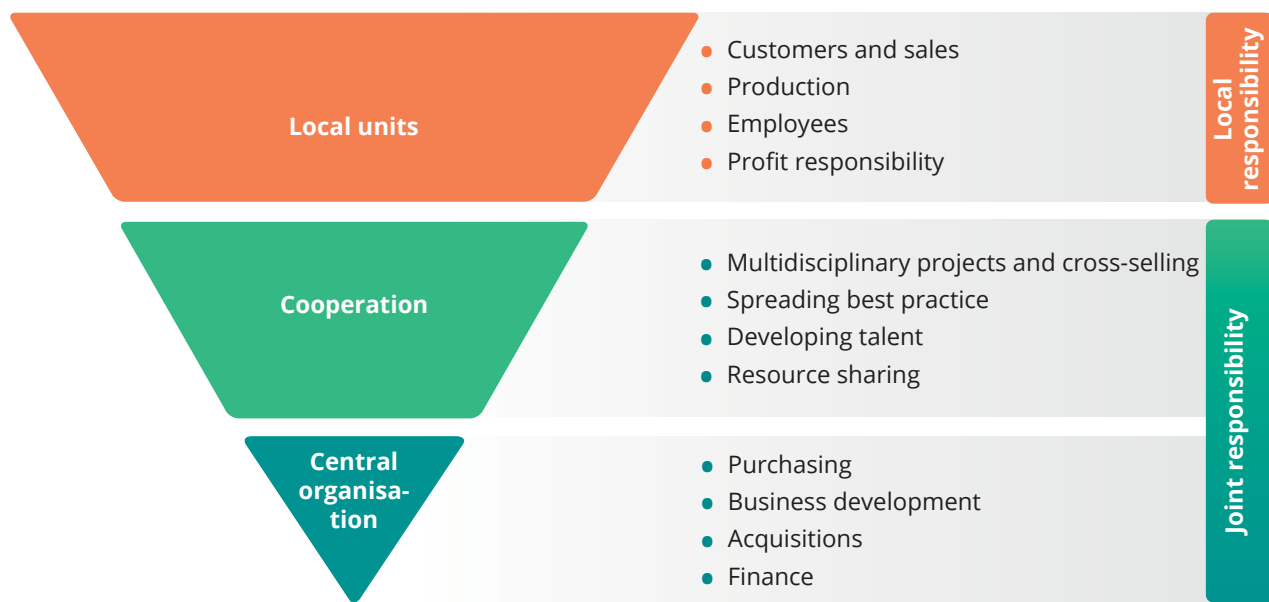 Local units
Customers and sales
Production
Employees
Profit responsibility
Local
responsibility
Cooperation
Multidisciplinary projects and cross-selling
Spreading best practice
Developing talent
Resource sharing
Central
organisa-
tion
Purchasing
Business development
Acquisitions
Finance
Joint responsibility